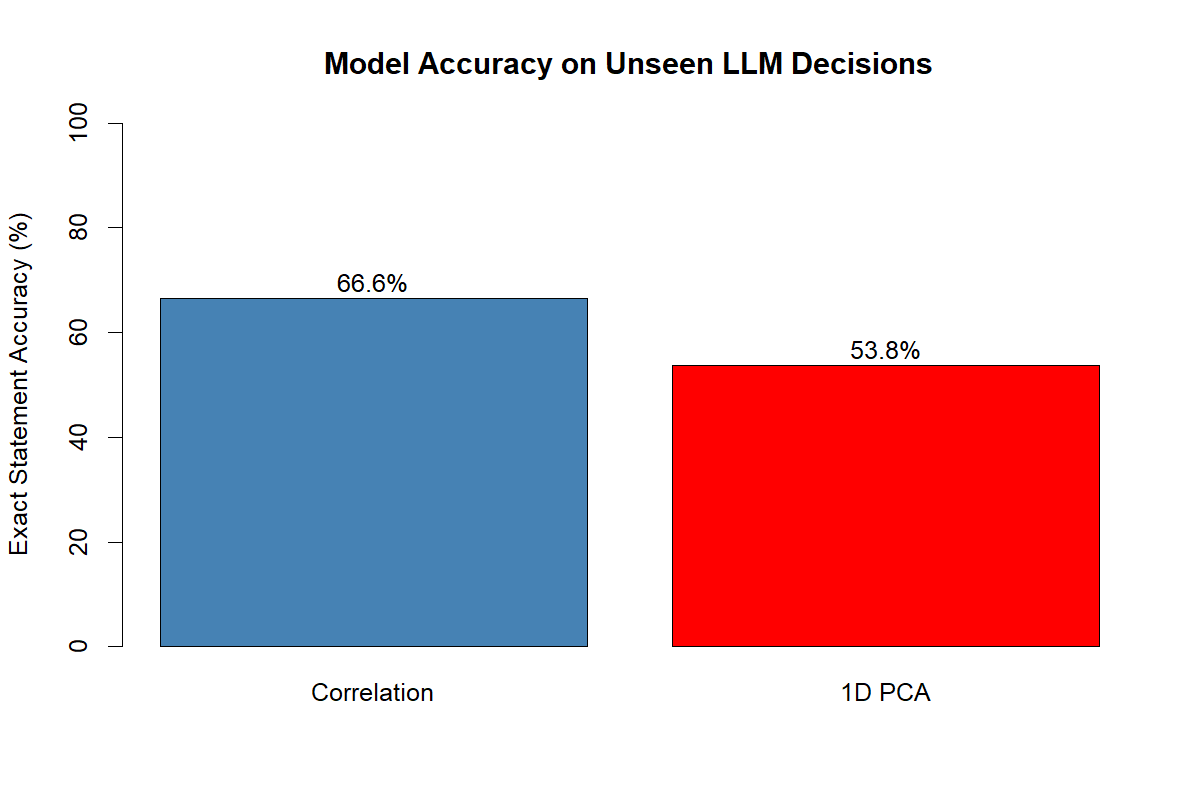 Model Accuracy on Unseen LLM Decisions
Exact Statement Accuracy (%)
100
80
60
40
20
0
66.6%
53.8%
Correlation
1D PCA